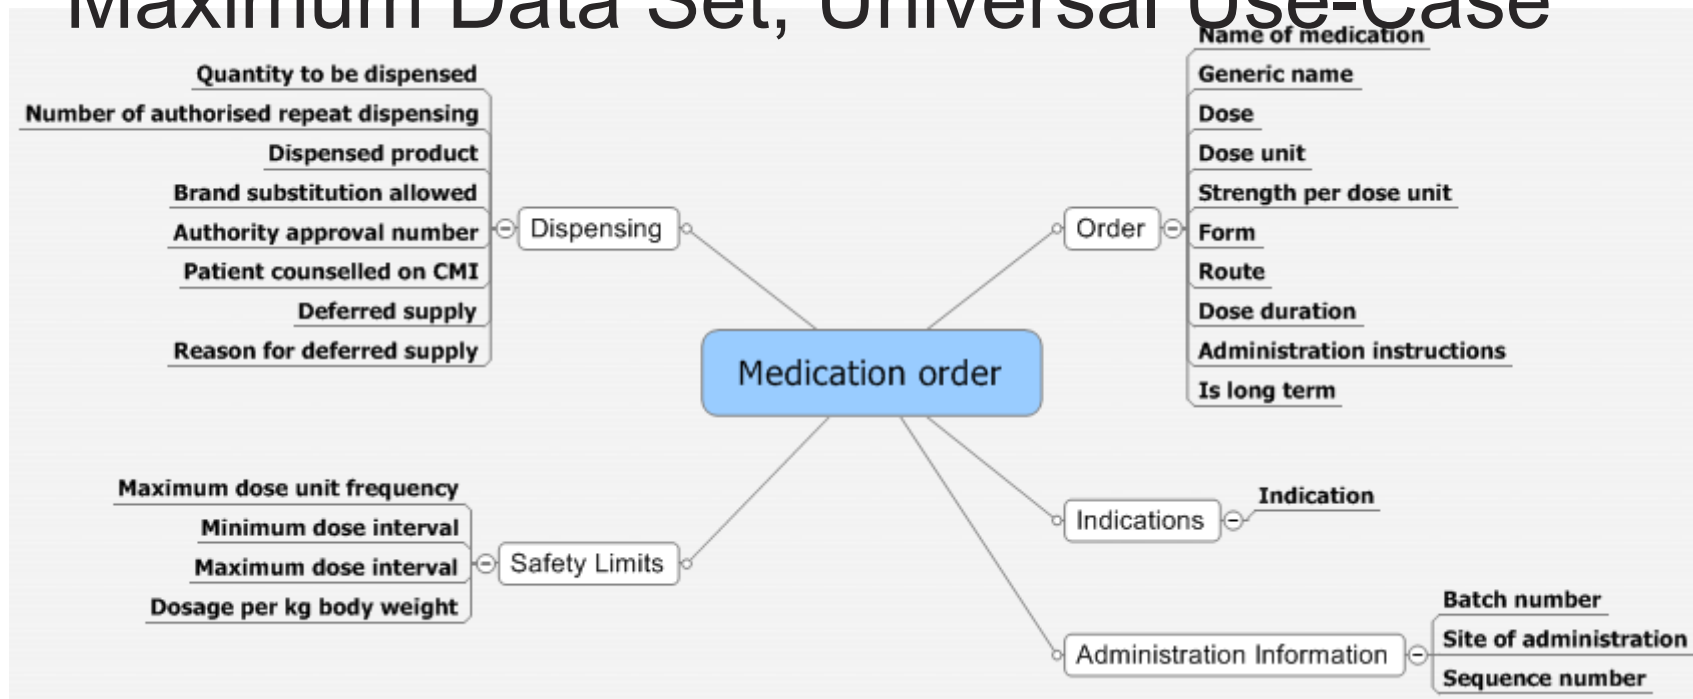 Maximum Data Set, Universal Use-Case
Quantity to be dispensed
Number of authorised repeat dispensing
Dispensed product
Brand substitution allowed
Authority approval number
Patient counselled on CMI
Deferred supply
Reason for deferred supply
Dispensing
Name of medication
Generic name
Dose
Dose unit
Strength per dose unit
Form
Route
Dose duration
Administration instructions
Is long term
Order
Medication order
Maximum dose unit frequency
Minimum dose interval
Maximum dose interval
Dosage per kg body weight
Safety Limits
Indications
Indication
Administration Information
Batch number
Site of administration
Sequence number